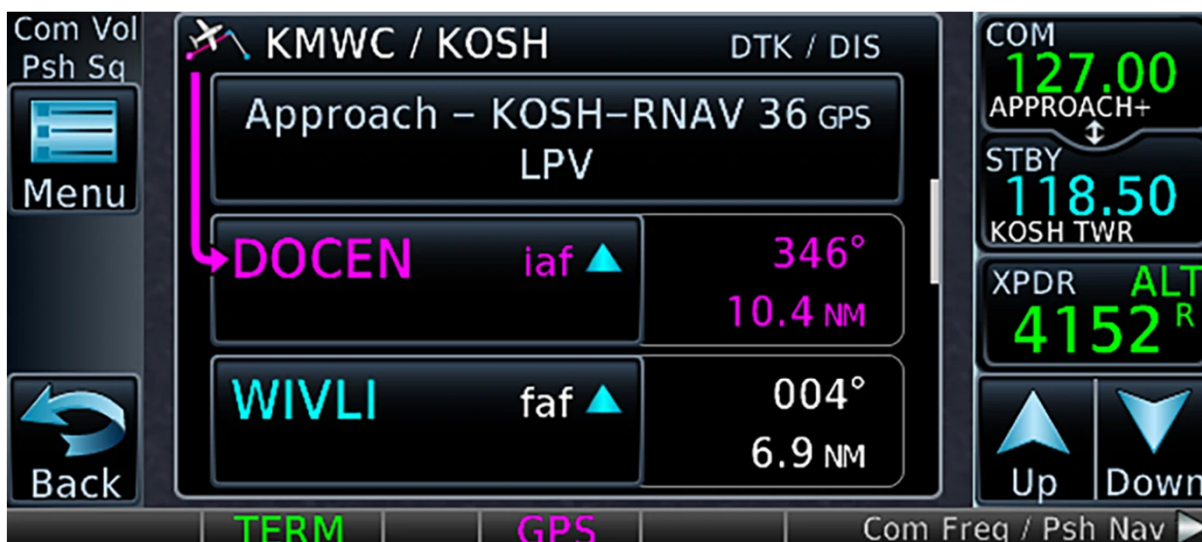 Com Vol
Psh Sq
Menu
Back
KMWC / KOSH DTK / DIS
Approach – KOSH–RNAV 36 GPS
LPV
DOCEN iaf 346°
10.4 NM
WIVLI faf 004°
6.9 NM
COM
127.00
APPROACH+
STBY
118.50
KOSH TWR
XPDR ALT
4152 R
Up Down
TERM GPS Com Freq / Psh Nav